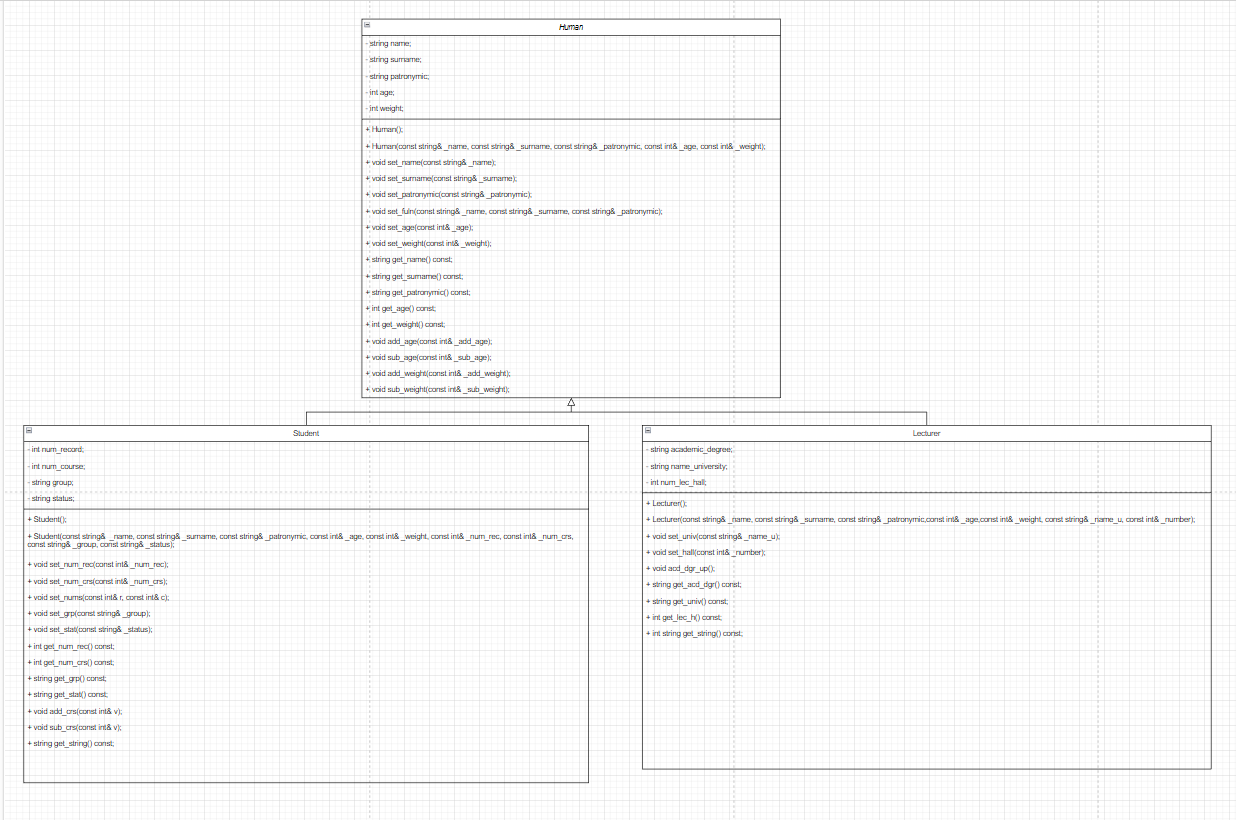 Human
- string name;
- string surname;
- string patronymic;
- int age;
- int weight;
+ Human();
+ Human(const string& _name, const string& _surname, const string& _patronymic, const int& _age, const int& _weight);
+ void set_name(const string& _name);
+ void set_surname(const string& _surname);
+ void set_patronymic(const string& _patronymic);
+ void set_fuln(const string& _name, const string& _surname, const string& _patronymic);
+ void set_age(const int& _age);
+ void set_weight(const int& _weight);
+ string get_name() const;
+ string get_surname() const;
+ string get_patronymic() const;
+ int get_age() const;
+ int get_weight() const;
+ void add_age(const int& _add_age);
+ void sub_age(const int& _sub_age);
+ void add_weight(const int& _add_weight);
+ void sub_weight(const int& _sub_weight);
Student
- int num_record;
- int num_course;
- string group;
- string status;
+ Student();
+ Student(const string& _name, const string& _surname, const string& _patronymic, const int& _age, const int& _weight, const int& _num_rec, const int& _num_crs,
const string& _group, const string& _status);
+ void set_num_rec(const int& _num_rec);
+ void set_num_crs(const int& _num_crs);
+ void set_nums(const int& r, const int& c);
+ void set_grp(const string& _group);
+ void set_stat(const string& _status);
+ int get_num_rec() const;
+ int get_num_crs() const;
+ string get_grp() const;
+ string get_stat() const;
+ void add_crs(const int& v);
+ void sub_crs(const int& v);
+ string get_string() const;
Lecturer
- string academic_degree;
- string name_university;
- int num_lec_hall;
+ Lecturer();
+ Lecturer(const string& _name, const string& _surname, const string& _patronymic,const int& _age,const int& _weight, const string& _name_u, const int& _number);
+ void set_univ(const string& _name_u);
+ void set_hall(const int& _number);
+ void acd_dgr_up();
+ string get_acd_dgr() const;
+ string get_univ() const;
+ int get_lec_h() const;
+ int string get_string() const;